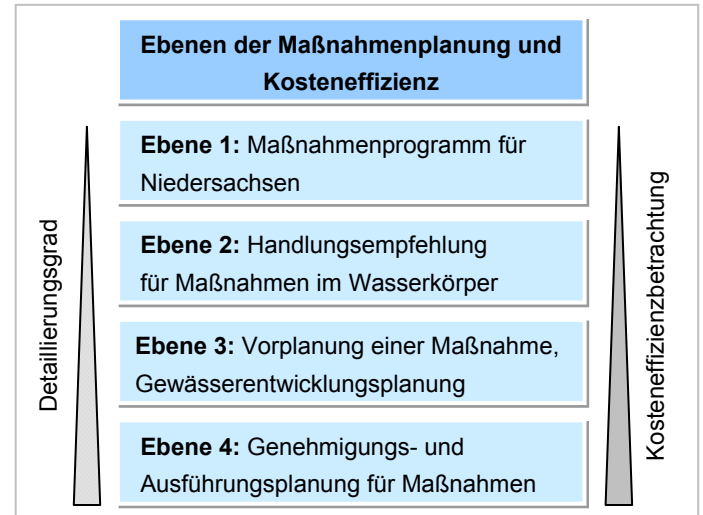 Ebenen der Maßnahmenplanung und
Kosteneffizienz
Ebene 1: Maßnahmenprogramm für
Niedersachsen
Ebene 2: Handlungsempfehlung
für Maßnahmen im Wasserkörper
Ebene 3: Vorplanung einer Maßnahme,
Gewässerentwicklungsplanung
Ebene 4: Genehmigungs- und
Ausführungsplanung für Maßnahmen
Detaillierungsgrad
Kosteneffizienzbetrachtung